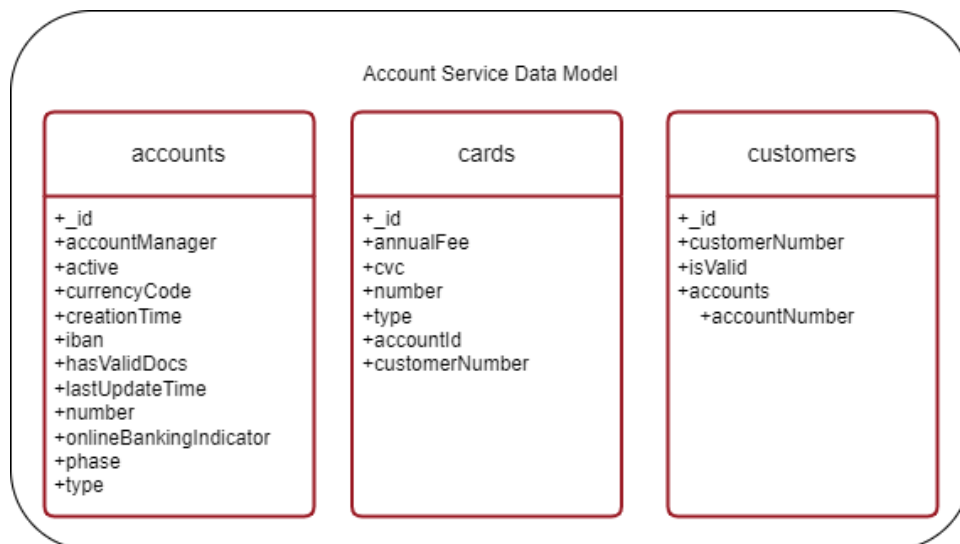 Account Service Data Model
accounts
+_id
+accountManager
+active
+currencyCode
+creationTime
+iban
+hasValidDocs
+lastUpdateTime
+number
+onlineBankingIndicator
+phase
+type
cards
+_id
+annualFee
+cvc
+number
+type
+accountId
+customerNumber
customers
+_id
+customerNumber
+isValid
+accounts
+accountNumber